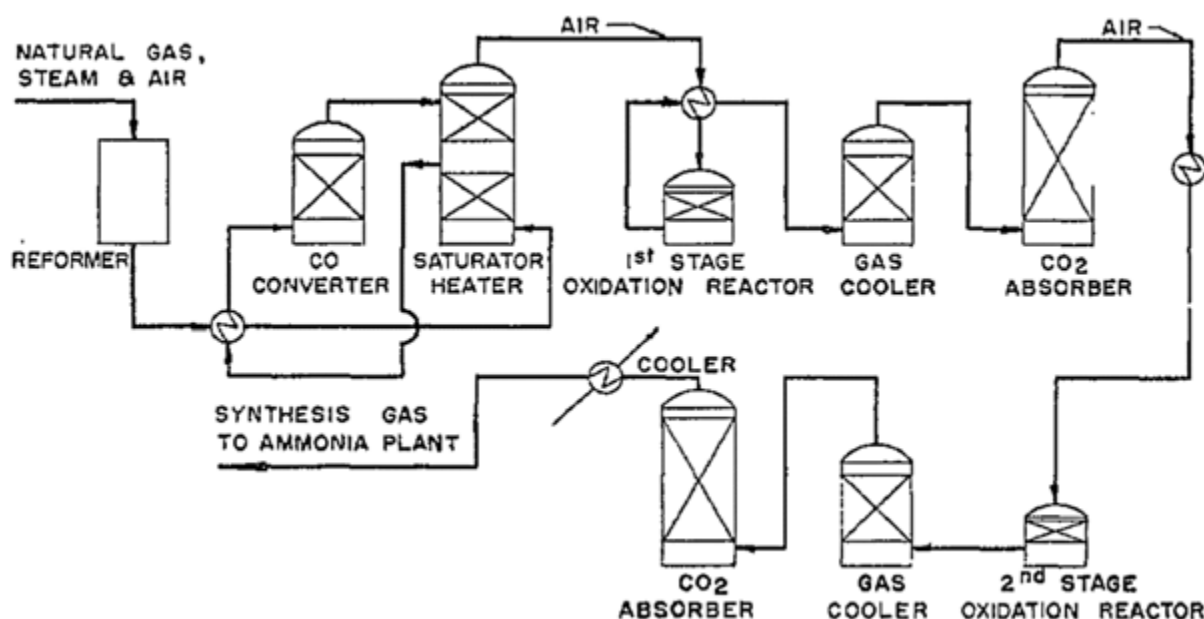 NATURAL GAS,
STEAM & AIR
AIR
AIR
REFORMER
CO
CONVERTER
SATURATOR
HEATER
1st STAGE
OXIDATION REACTOR
GAS
COOLER
CO2
ABSORBER
COOLER
SYNTHESIS GAS
TO AMMONIA PLANT
CO2
ABSORBER
GAS
COOLER
2nd STAGE
OXIDATION REACTOR